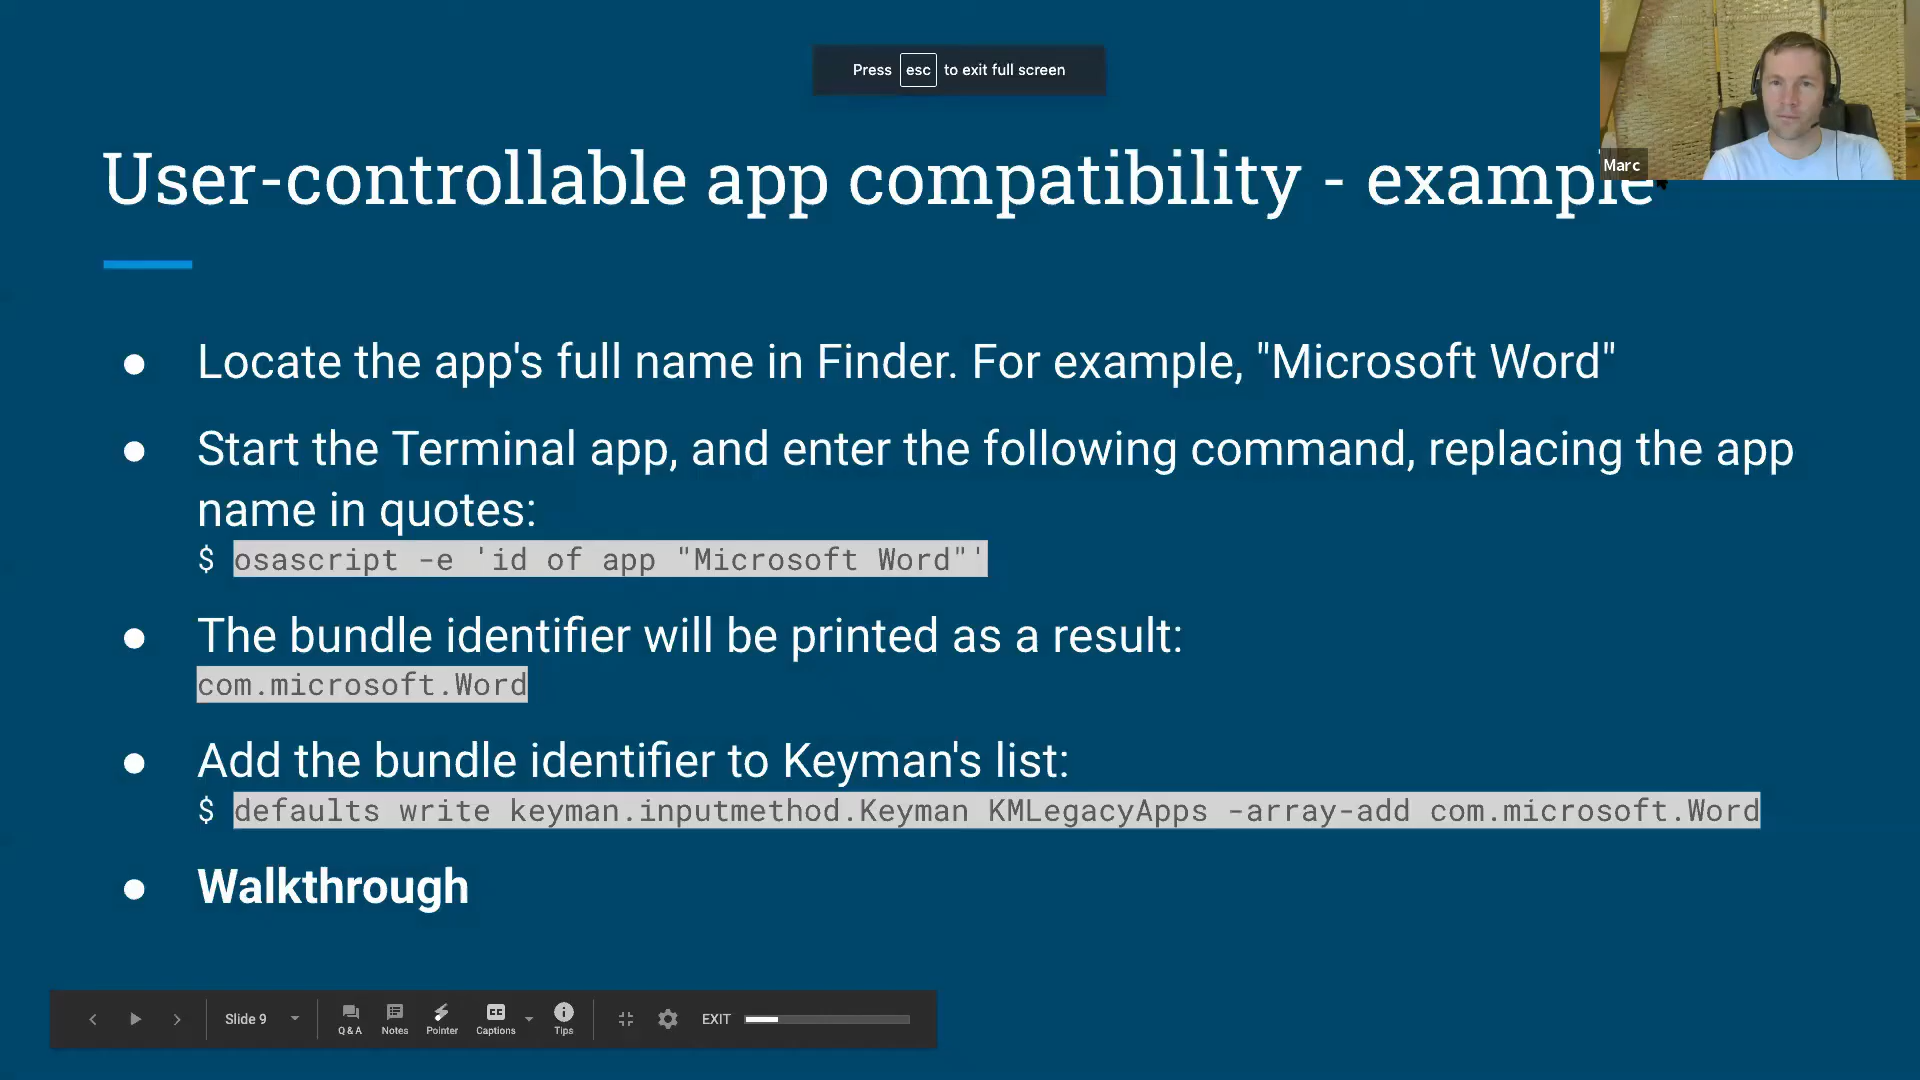 Press esc to exit full screen
Marc
User-controllable app compatibility - example
● Locate the app's full name in Finder. For example, "Microsoft Word"
● Start the Terminal app, and enter the following command, replacing the app
name in quotes:
$ osascript -e 'id of app "Microsoft Word"'
● The bundle identifier will be printed as a result:
com.microsoft.Word
● Add the bundle identifier to Keyman's list:
$ defaults write keyman.inputmethod.Keyman KMLegacyApps -array-add com.microsoft.Word
● Walkthrough
Slide 9 Q & A Notes Pointer CC Captions Tips EXIT